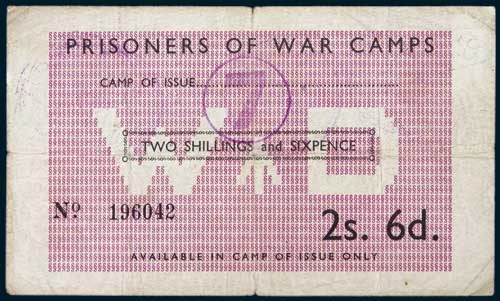 PRISONERS OF WAR CAMPS
CAMP OF ISSUE
7
W↑D
TWO SHILLINGS and SIXPENCE
Nº 196042
2s. 6d.
AVAILABLE IN CAMP OF ISSUE ONLY